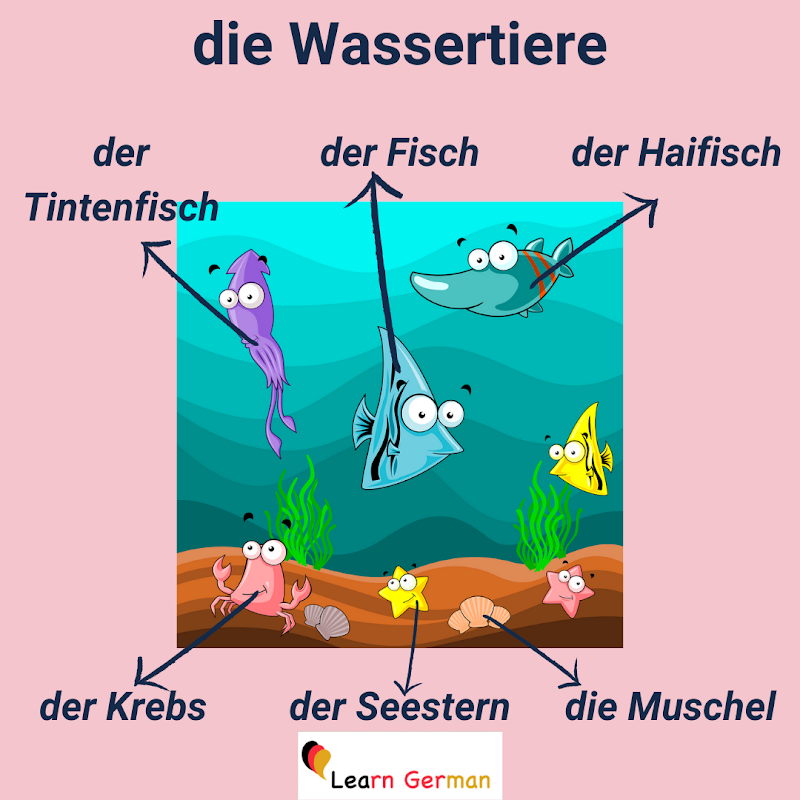 die Wassertiere
der
Tintenfisch
der Fisch
der Haifisch
der Krebs
der Seestern
die Muschel
Learn German